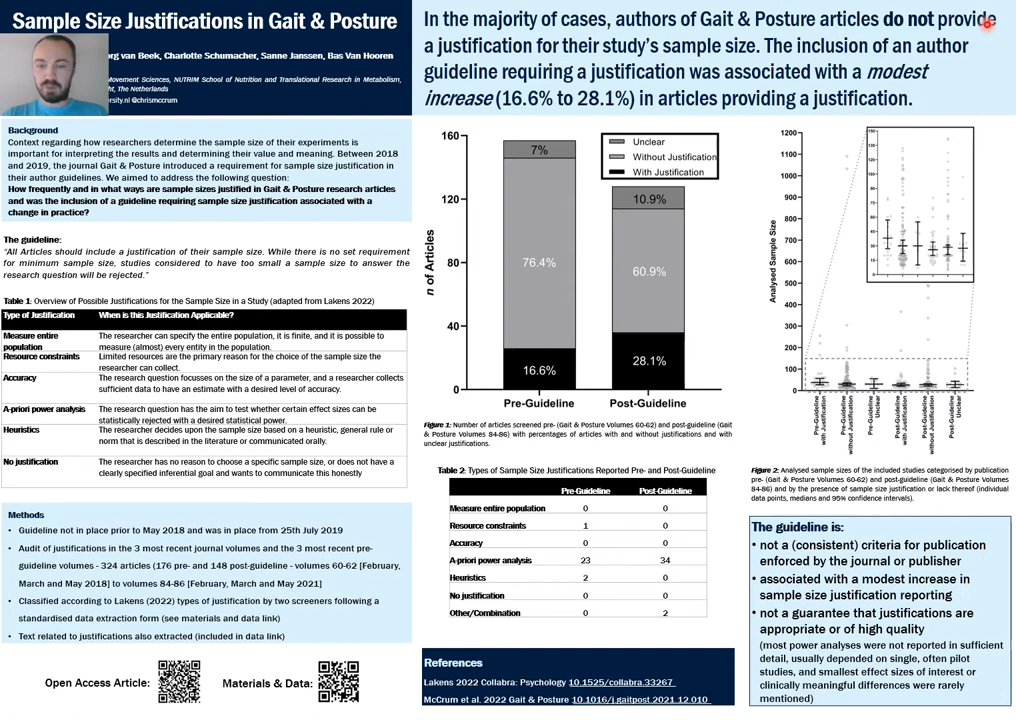 Sample Size Justifications in Gait & Posture
rg van Beek, Charlotte Schumacher, Sanne Janssen, Bas Van Hooren
Movement Sciences, NUTRIM School of Nutrition and Translational Research in Metabolism,
ht, The Netherlands
rsity.nl @chrismccrum
In the majority of cases, authors of Gait & Posture articles do not provide
a justification for their study's sample size. The inclusion of an author
guideline requiring a justification was associated with a modest
increase (16.6% to 28.1%) in articles providing a justification.
Background
Context regarding how researchers determine the sample size of their experiments is
important for interpreting the results and determining their value and meaning. Between 2018
and 2019, the journal Gait & Posture introduced a requirement for sample size justification in
their author guidelines. We aimed to address the following question:
How frequently and in what ways are sample sizes justified in Gait & Posture research articles
and was the inclusion of a guideline requiring sample size justification associated with a
change in practice?
The guideline:
"All Articles should include a justification of their sample size. While there is no set requirement
for minimum sample size, studies considered to have too small a sample size to answer the
research question will be rejected."
Table 1: Overview of Possible Justifications for the Sample Size in a Study (adapted from Lakens 2022)
Type of Justification When is this Justification Applicable?
Measure entire population The researcher can specify the entire population, it is finite, and it is possible to
measure (almost) every entity in the population.
Resource constraints Limited resources are the primary reason for the choice of the sample size the
researcher can collect.
Accuracy The research question focusses on the size of a parameter, and a researcher collects
sufficient data to have an estimate with a desired level of accuracy.
A-priori power analysis The research question has the aim to test whether certain effect sizes can be
statistically rejected with a desired statistical power.
Heuristics The researcher decides upon the sample size based on a heuristic, general rule or
norm that is described in the literature or communicated orally.
No justification The researcher has no reason to choose a specific sample size, or does not have a
clearly specified inferential goal and wants to communicate this honestly
Methods
• Guideline not in place prior to May 2018 and was in place from 25th July 2019
• Audit of justifications in the 3 most recent journal volumes and the 3 most recent pre-
guideline volumes - 324 articles (176 pre- and 148 post-guideline - volumes 60-62 [February,
March and May 2018] to volumes 84-86 [February, March and May 2021]
• Classified according to Lakens (2022) types of justification by two screeners following a
standardised data extraction form (see materials and data link)
• Text related to justifications also extracted (included in data link)
Open Access Article:
Materials & Data:
n of Articles
160
120
80
40
0
Unclear
Without Justification
With Justification
7%
76.4%
16.6%
10.9%
60.9%
28.1%
Pre-Guideline
Post-Guideline
Figure 1: Number of articles screened pre- (Gait & Posture Volumes 60-62) and post-guideline (Gait
& Posture Volumes 84-86) with percentages of articles with and without justifications and with
unclear justifications.
Table 2: Types of Sample Size Justifications Reported Pre- and Post-Guideline
Pre-Guideline Post-Guideline
Measure entire population 0 0
Resource constraints 1 0
Accuracy 0 0
A-priori power analysis 23 34
Heuristics 2 0
No justification 0 0
Other/Combination 0 2
References
Lakens 2022 Collabra: Psychology 10.1525/collabra.33267
McCrum et al. 2022 Gait & Posture 10.1016/j.gaitpost.2021.12.010
Analysed Sample Size
1200
1100
1000
900
800
700
600
500
400
300
200
100
0
150
135
120
105
90
75
60
45
30
15
0
Pre-Guideline
with Justification
Pre-Guideline
without Justification
Pre-Guideline
Unclear
Post-Guideline
with Justification
Post-Guideline
without Justification
Post-Guideline
Unclear
Figure 2: Analysed sample sizes of the included studies categorised by publication
pre- (Gait & Posture Volumes 60-62) and post-guideline (Gait & Posture Volumes
84-86) and by the presence of sample size justification or lack thereof (individual
data points, medians and 95% confidence intervals).
The guideline is:
• not a (consistent) criteria for publication
enforced by the journal or publisher
• associated with a modest increase in
sample size justification reporting
• not a guarantee that justifications are
appropriate or of high quality
(most power analyses were not reported in sufficient
detail, usually depended on single, often pilot
studies, and smallest effect sizes of interest or
clinically meaningful differences were rarely
mentioned)